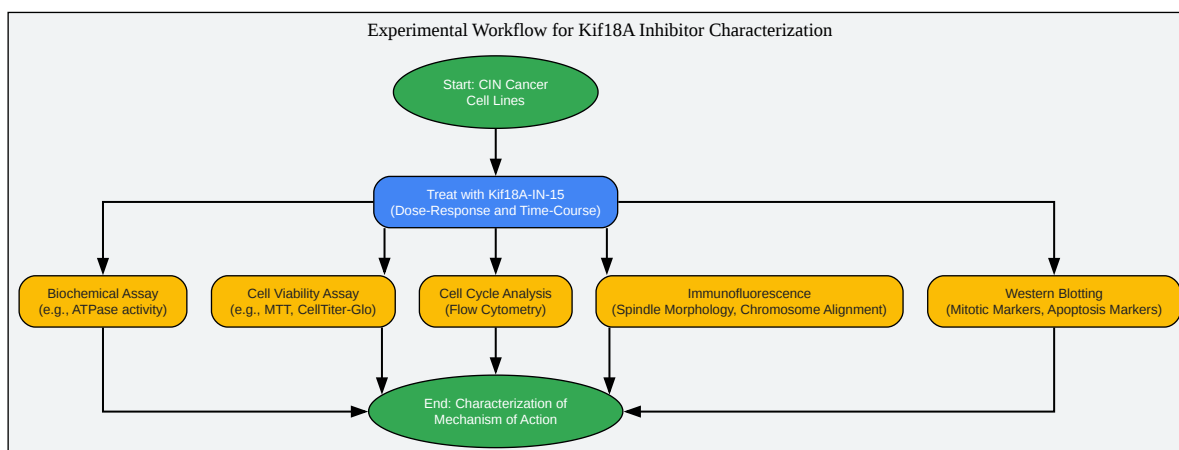 Experimental Workflow for Kif18A Inhibitor Characterization
Start: CIN Cancer
Cell Lines
Treat with Kif18A-IN-15
(Dose-Response and Time-Course)
Biochemical Assay
(e.g., ATPase activity)
Cell Viability Assay
(e.g., MTT, CellTiter-Glo)
Cell Cycle Analysis
(Flow Cytometry)
Immunofluorescence
(Spindle Morphology, Chromosome Alignment)
Western Blotting
(Mitotic Markers, Apoptosis Markers)
End: Characterization of
Mechanism of Action